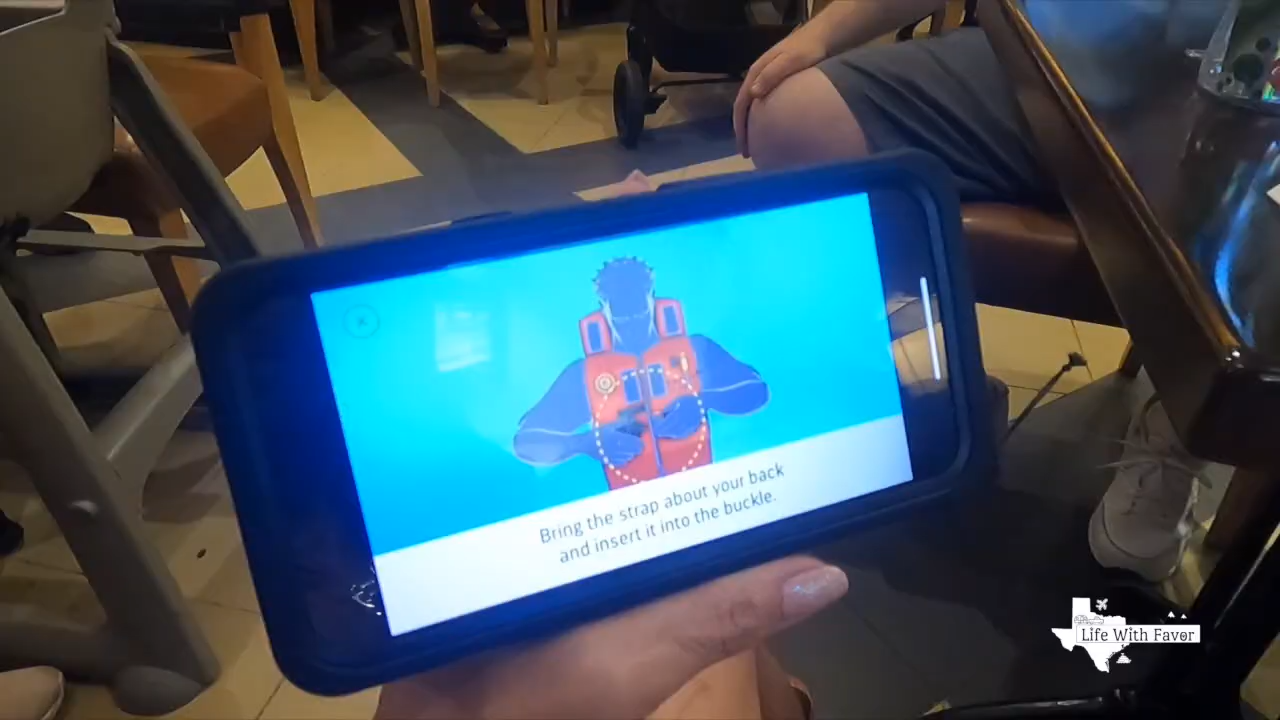 Bring the strap about your back
and insert it into the buckle.
Life With Favor